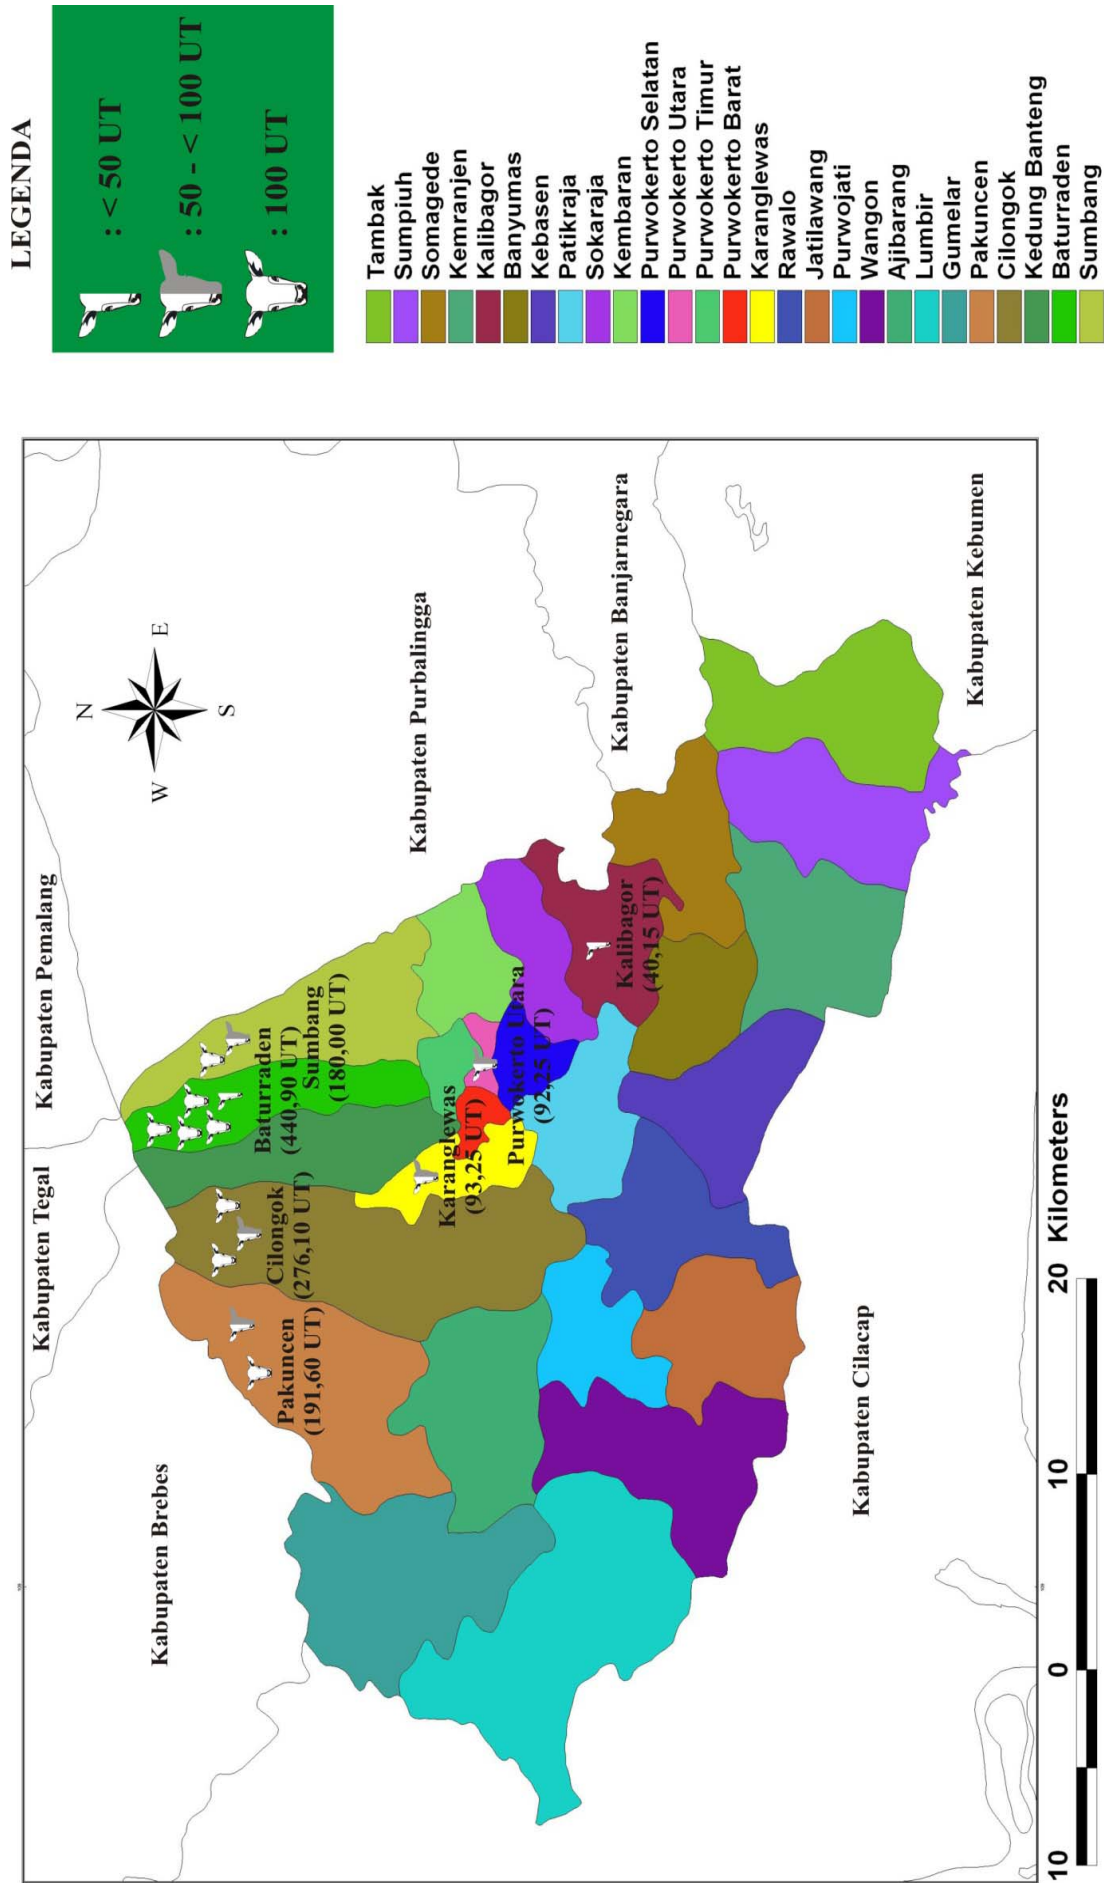 LEGENDA
: < 50 UT
: 50 - < 100 UT
: 100 UT
Tambak
Sumpiuh
Somagede
Kemranjen
Kalibagor
Banyumas
Kebasen
Patikraja
Sokaraja
Kembaran
Purwokerto Selatan
Purwokerto Utara
Purwokerto Timur
Purwokerto Barat
Karanglewas
Rawalo
Jatilawang
Purwojati
Wangon
Ajibarang
Lumbir
Gumelar
Pakuncen
Cilongok
Kedung Banteng
Baturraden
Sumbang
Kabupaten Tegal
Kabupaten Pemalang
N
W
E
S
Kabupaten Brebes
Kabupaten Purbalingga
Kabupaten Banjarnegara
Kabupaten Kebumen
Kabupaten Cilacap
Pakuncen
(191,60 UT)
Cilongok
(276,10 UT)
Baturraden
(440,90 UT)
Sumbang
(180,00 UT)
Karanglewas
(93,25 UT)
Purwokerto Utara
(92,25 UT)
Kalibagor
(40,15 UT)
10 0 10 20 Kilometers